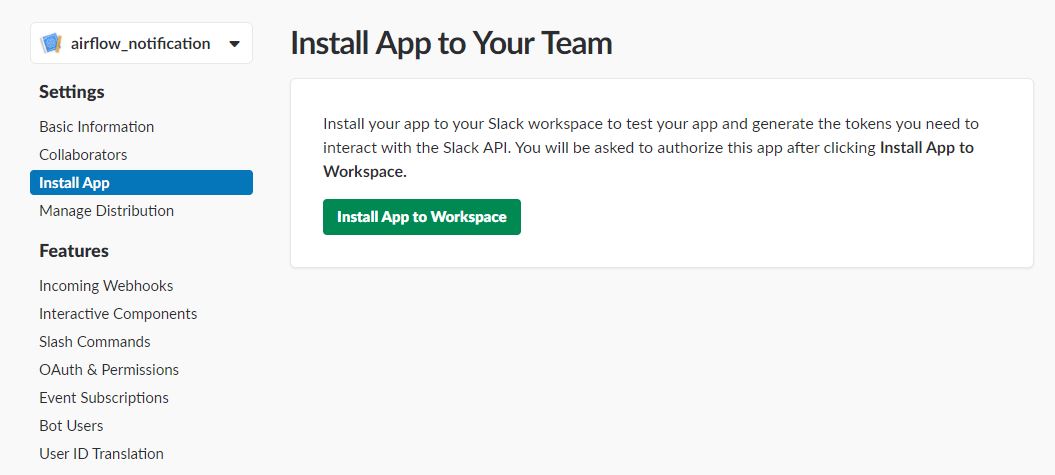 airflow_notification
Settings
Basic Information
Collaborators
Install App
Manage Distribution
Features
Incoming Webhooks
Interactive Components
Slash Commands
OAuth & Permissions
Event Subscriptions
Bot Users
User ID Translation
Install App to Your Team
Install your app to your Slack workspace to test your app and generate the tokens you need to
interact with the Slack API. You will be asked to authorize this app after clicking Install App to
Workspace.
Install App to Workspace